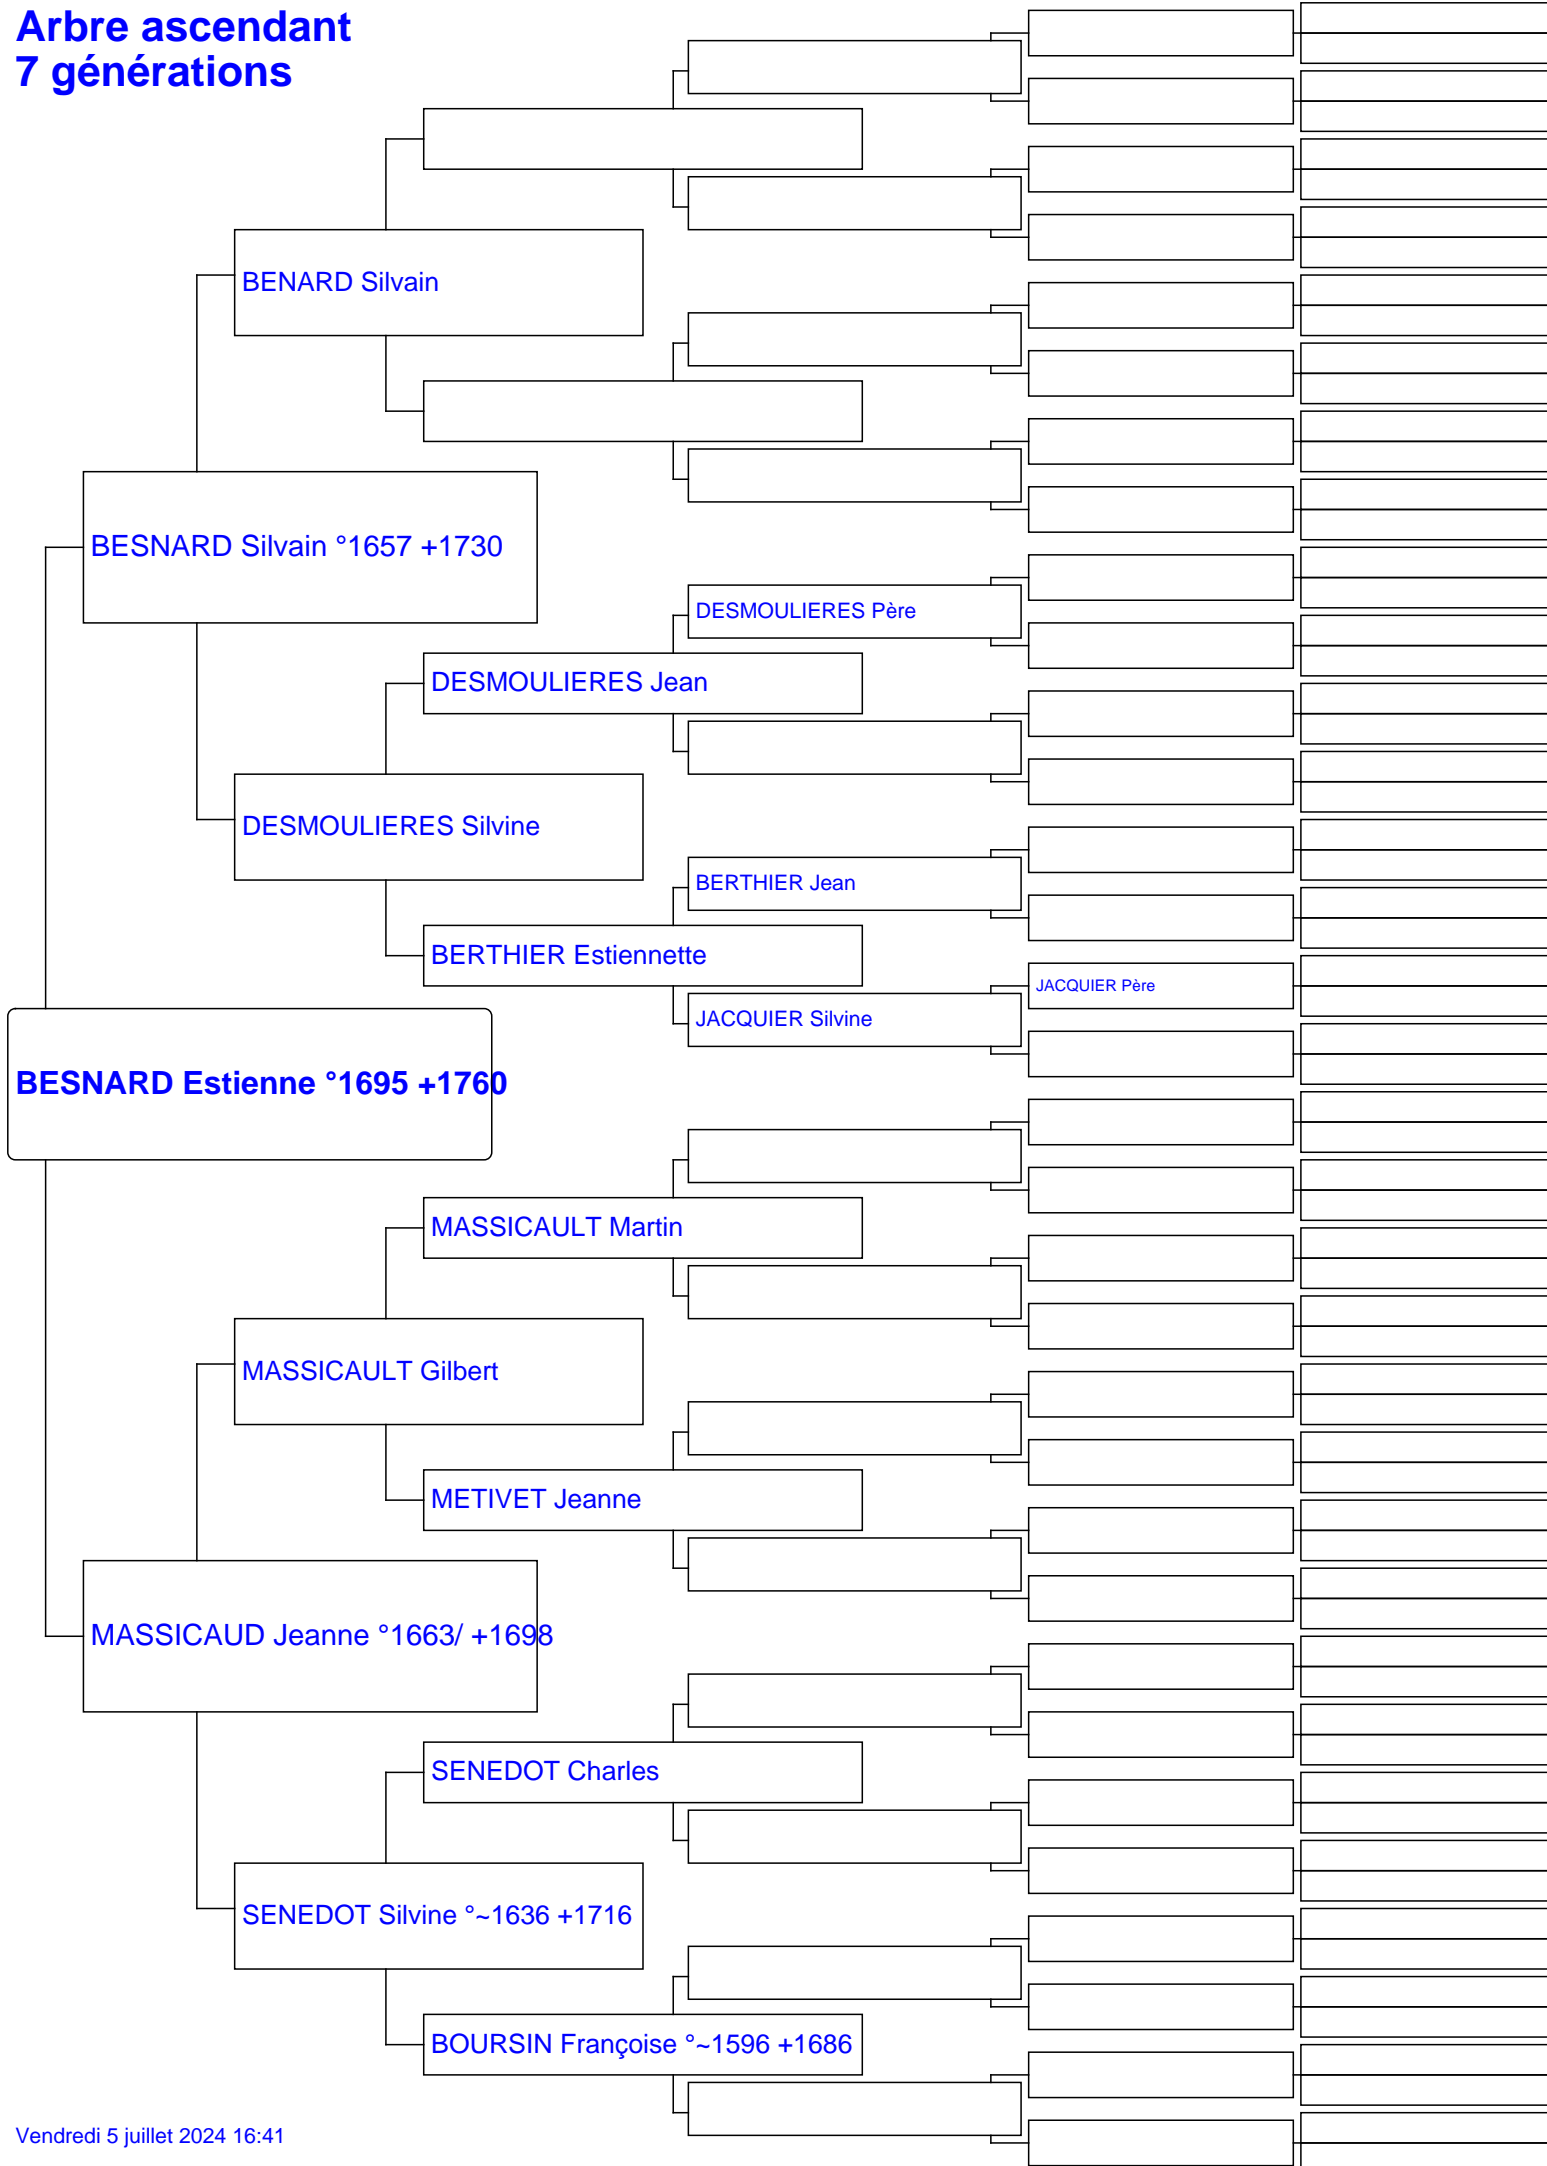 Arbre ascendant
7 générations
BENARD Silvain
BESNARD Silvain °1657 +1730
DESMOULIERES Père
DESMOULIERES Jean
DESMOULIERES Silvine
BERTHIER Jean
BERTHIER Estiennette
JACQUIER Père
JACQUIER Silvine
BESNARD Estienne °1695 +1760
MASSICAULT Martin
MASSICAULT Gilbert
METIVET Jeanne
MASSICAUD Jeanne °1663/ +1698
SENEDOT Charles
SENEDOT Silvine °~1636 +1716
BOURSIN Françoise °~1596 +1686
Vendredi 5 juillet 2024 16:41